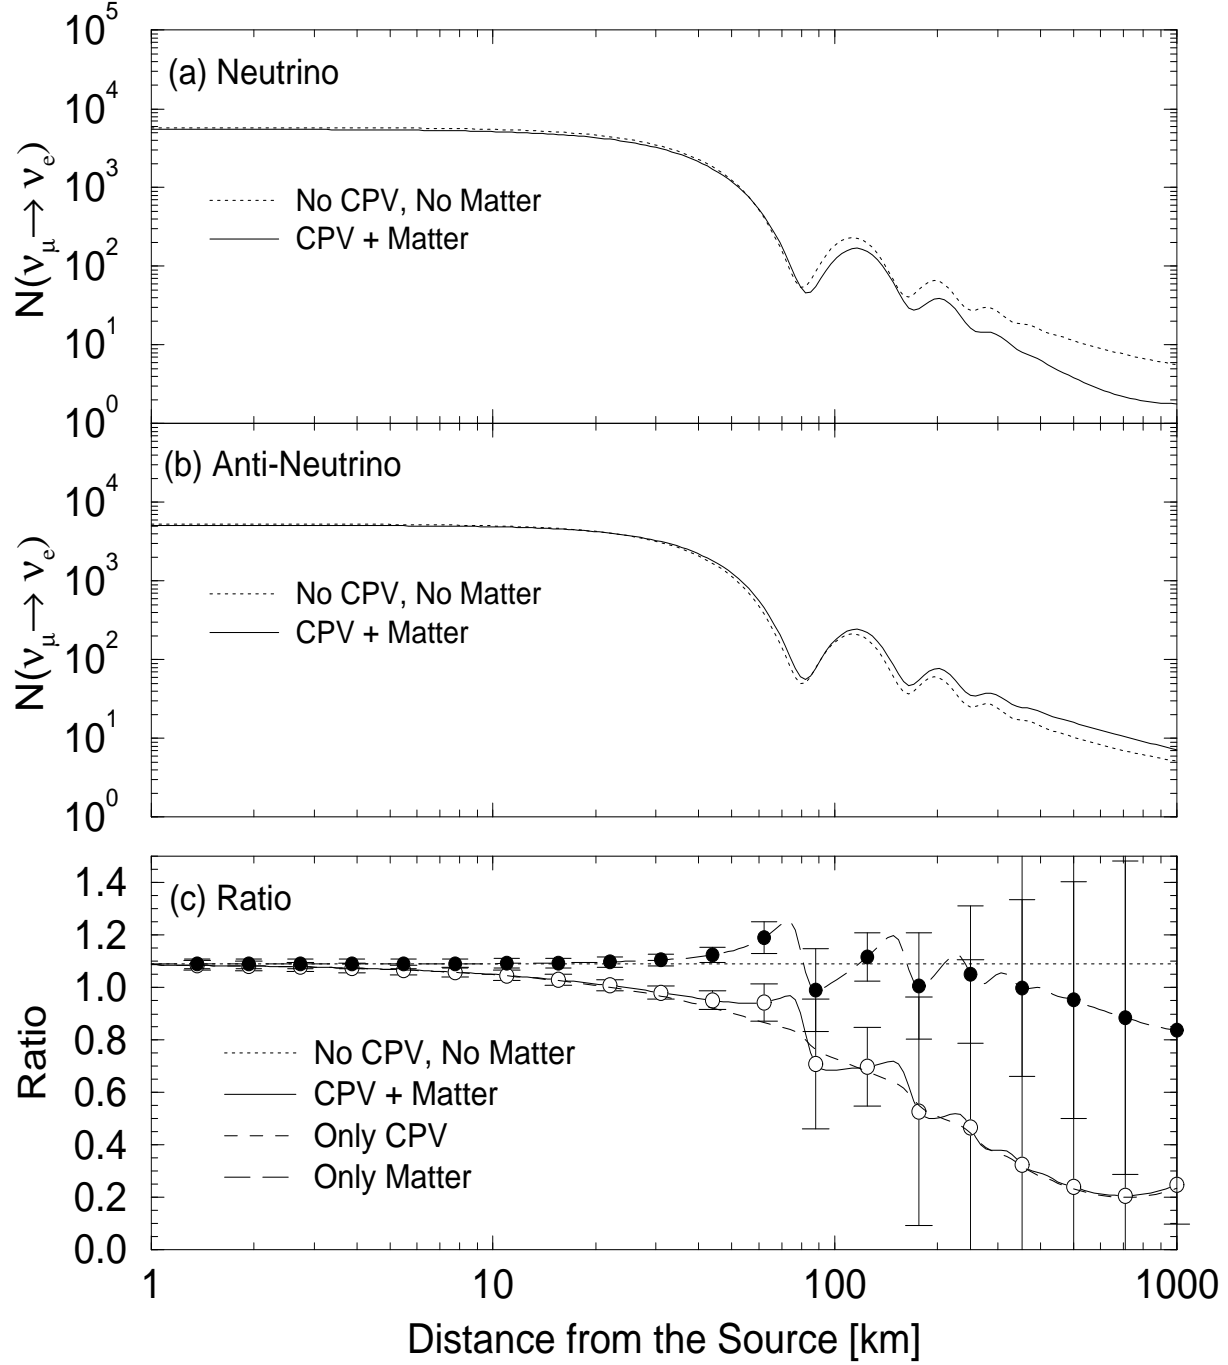 10^5
(a) Neutrino
10^4
10^3
No CPV, No Matter
CPV + Matter
10^2
10^1
10^0
N(ν_μ → ν_e)
(b) Anti-Neutrino
10^4
10^3
No CPV, No Matter
CPV + Matter
10^2
10^1
10^0
N(ν_μ → ν_e)
(c) Ratio
1.4
1.2
1.0
0.8
0.6
0.4
0.2
0.0
Ratio
No CPV, No Matter
CPV + Matter
Only CPV
Only Matter
1 10 100 1000
Distance from the Source [km]